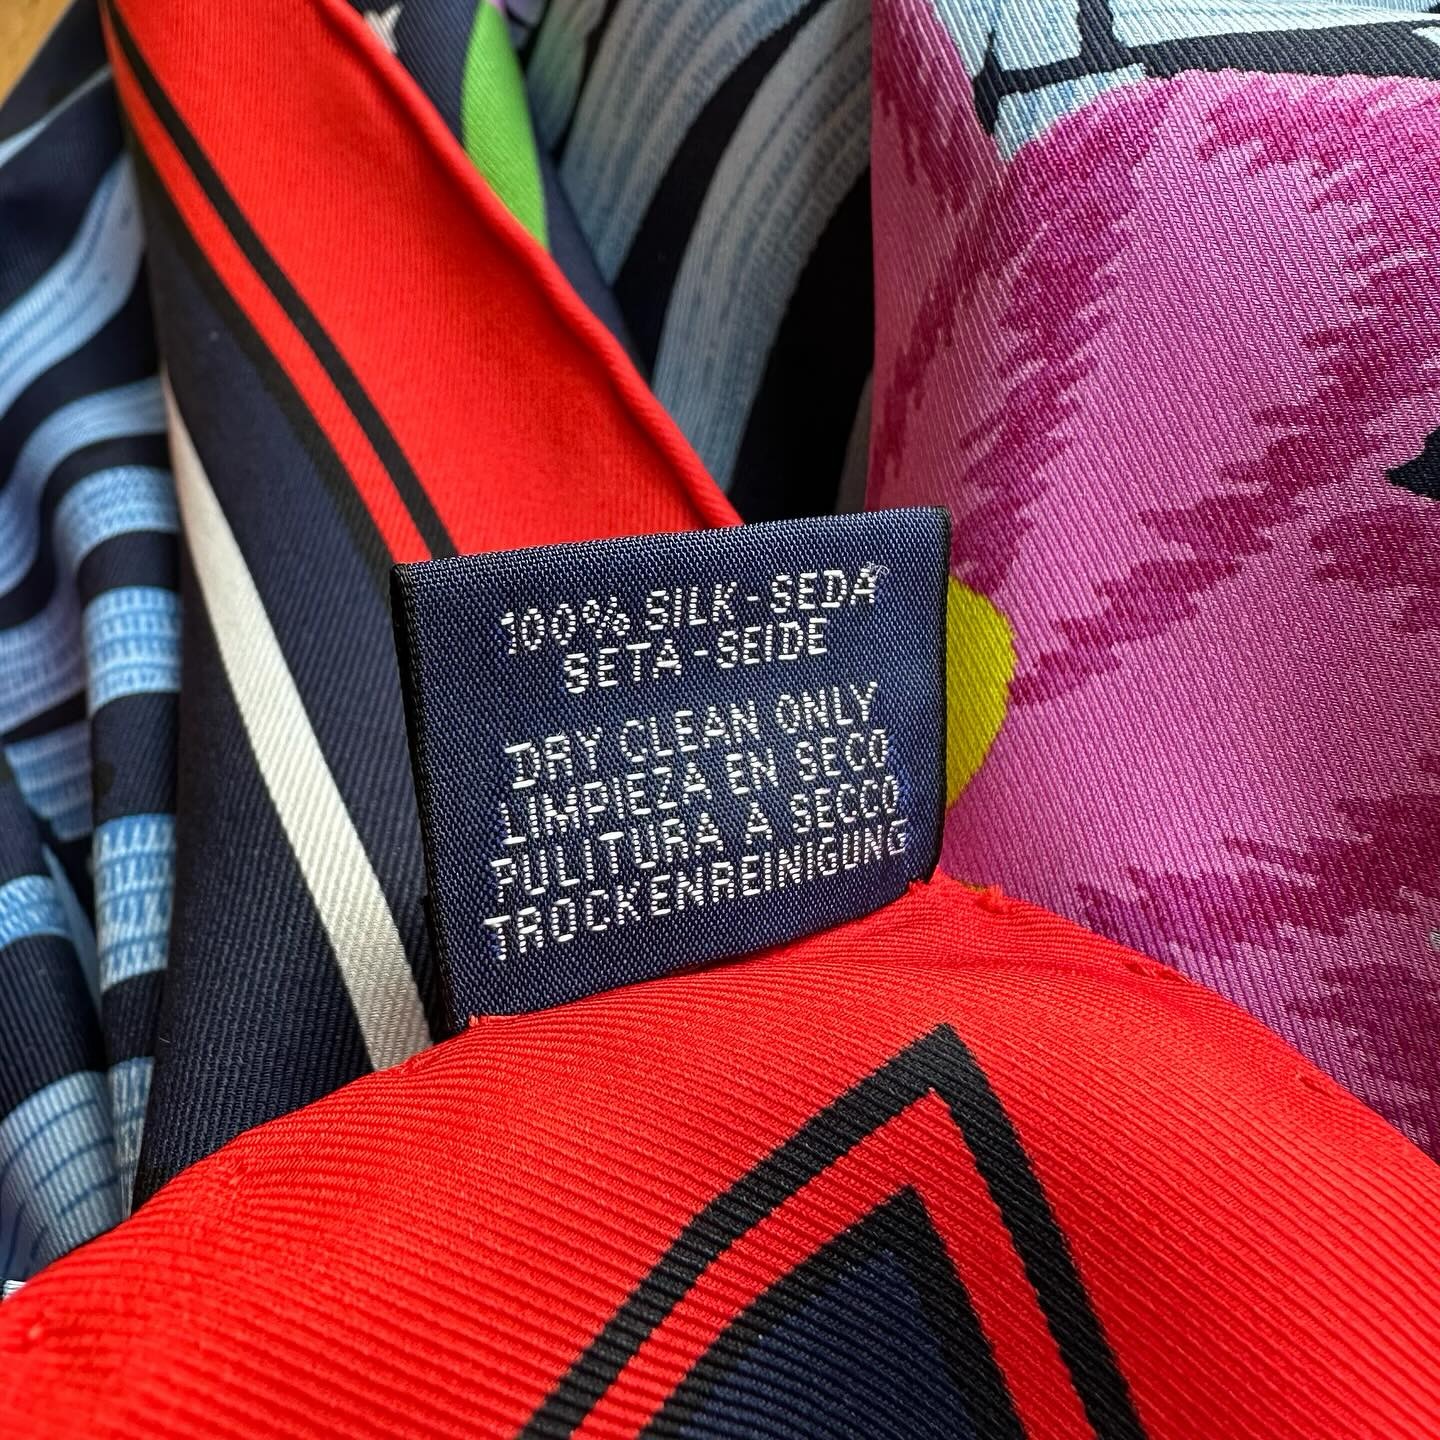 100% SILK-SEDA
SETA-SEIDE
DRY CLEAN ONLY
LIMPIEZA EN SECO
PULITURA A SECCO
TROCKENREINIGUNG